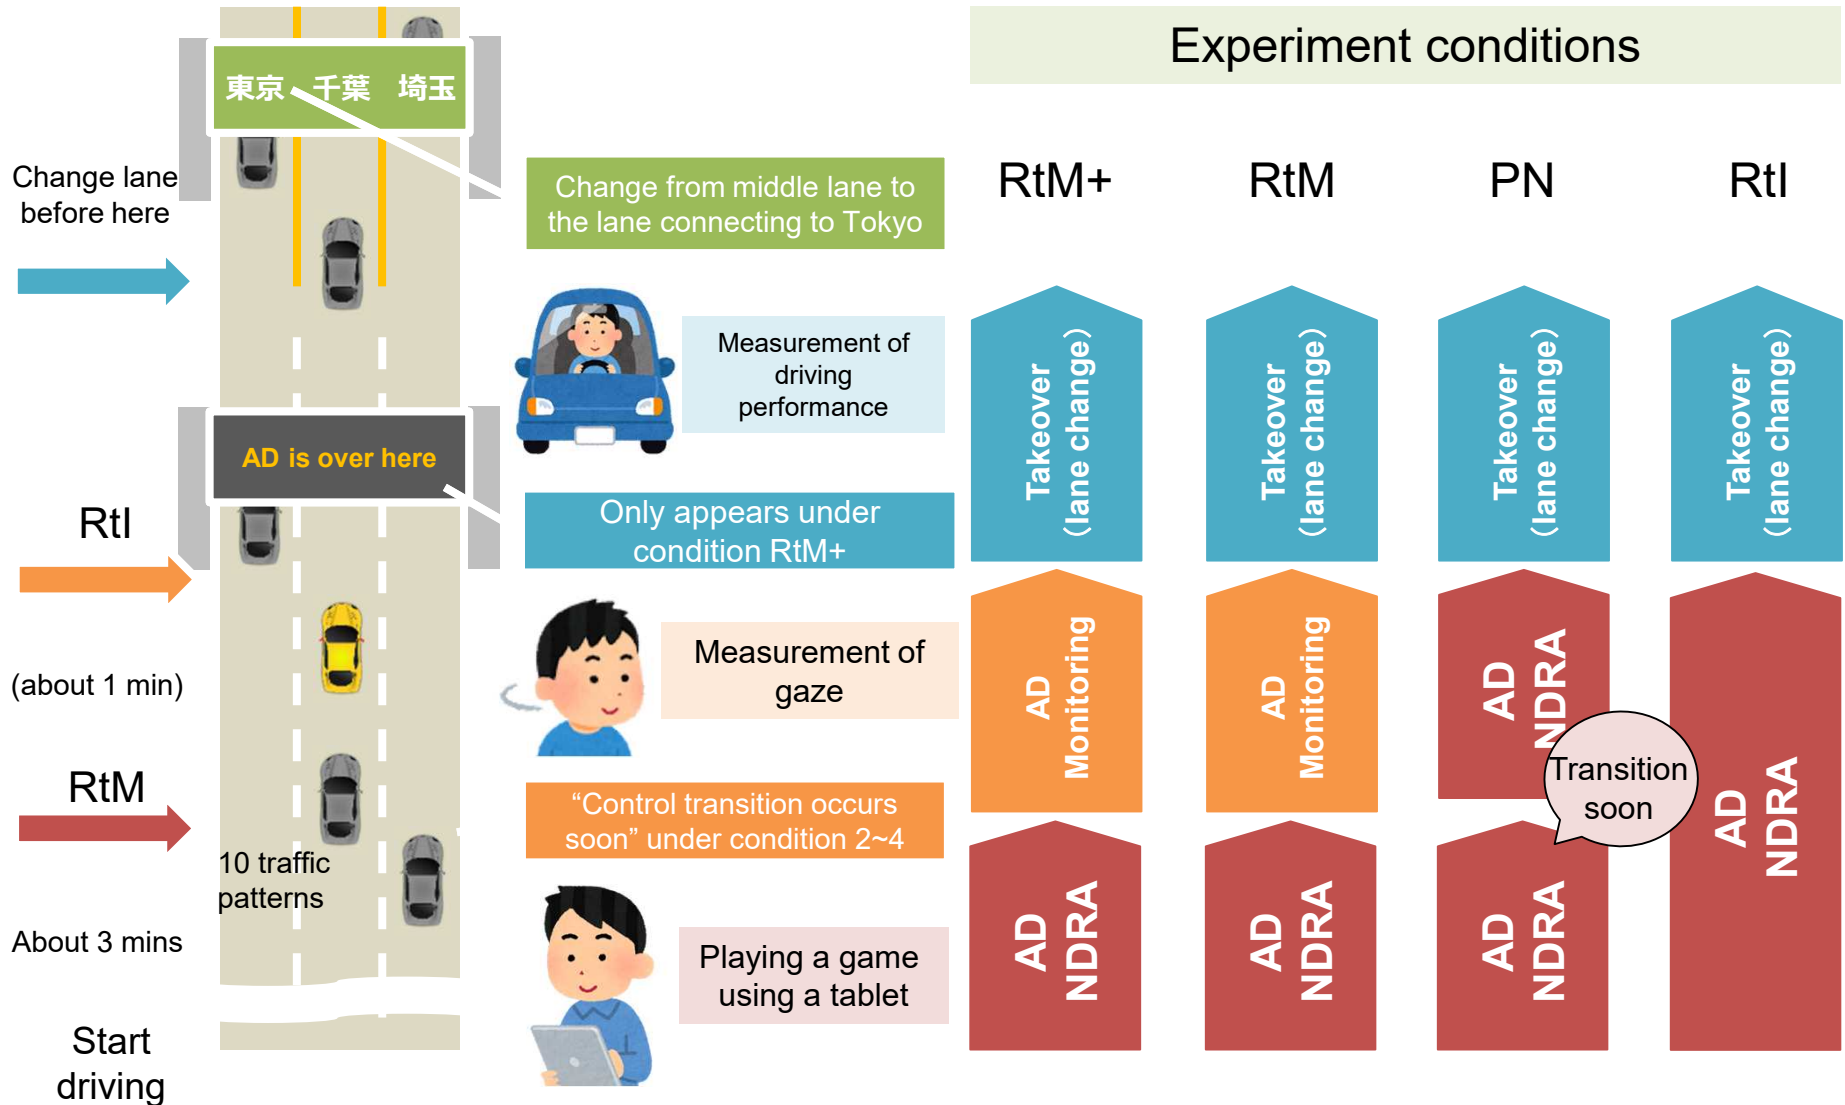 Experiment conditions
東京 千葉 埼玉
Change lane
before here
Change from middle lane to
the lane connecting to Tokyo
RtM+
RtM
PN
RtI
Measurement of
driving
performance
AD is over here
RtI
Only appears under
condition RtM+
Takeover
(lane change)
Takeover
(lane change)
Takeover
(lane change)
Takeover
(lane change)
(about 1 min)
Measurement of
gaze
AD
Monitoring
AD
Monitoring
AD
NDRA
Transition
soon
AD
NDRA
RtM
“Control transition occurs
soon” under condition 2~4
10 traffic
patterns
About 3 mins
Playing a game
using a tablet
AD
NDRA
AD
NDRA
AD
NDRA
Start
driving